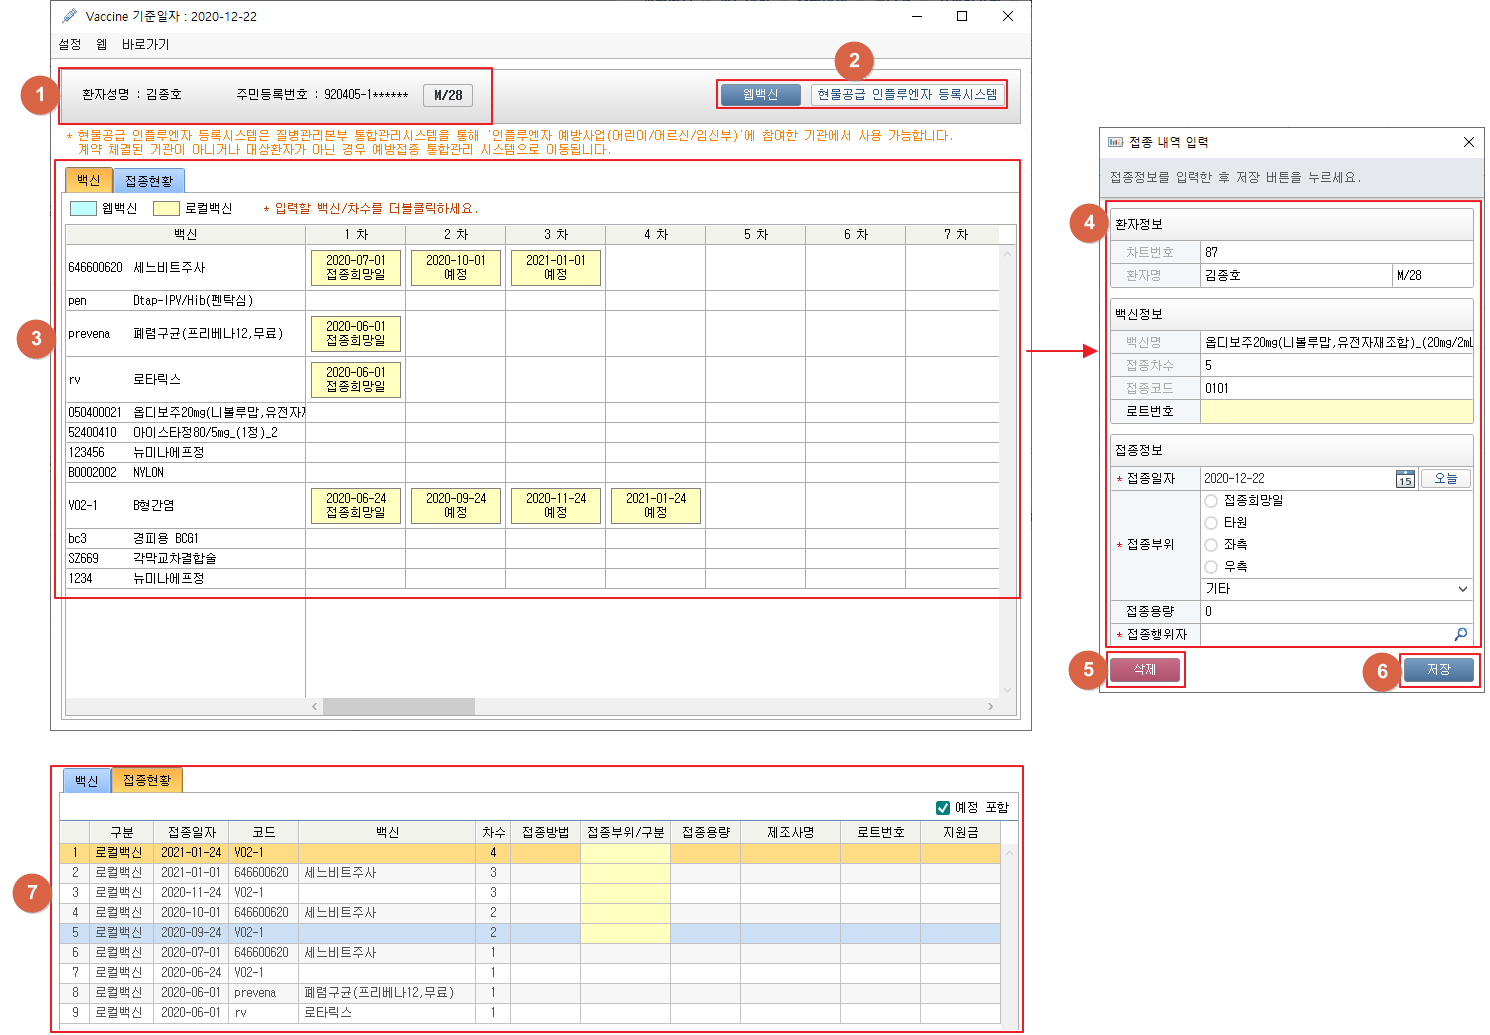 Vaccine 기준일자 : 2020-12-22
설정 웹 바로가기
1
환자성명 : 김종호 주민등록번호 : 920405-1****** M/28
2
웹백신 현물공급 인플루엔자 등록시스템
* 현물공급 인플루엔자 등록시스템은 질병관리본부 통합관리시스템을 통해 '인플루엔자 예방사업(어린이/어르신/임신부)'에 참여한 기관에서 사용 가능합니다.
계약 체결된 기관이 아니거나 대상환자가 아닌 경우 예방접종 통합관리 시스템으로 이동됩니다.
3
백신 접종현황
웹백신 로컬백신 * 입력할 백신/차수를 더블클릭하세요.
백신 1 차 2 차 3 차 4 차 5 차 6 차 7 차
646600620 세느비트주사 2020-07-01 접종희망일 2020-10-01 예정 2021-01-01 예정
pen Dtap-IPV/Hib(펜탁심)
prevena 폐렴구균(프리베나12,무료) 2020-06-01 접종희망일
rv 로타릭스 2020-06-01 접종희망일
050400021 옵디보주20mg(니볼루맙,유전자재
52400410 아이스타정80/5mg_(1정)_2
123456 뉴미나에프정
B0002002 NYLON
V02-1 B형간염 2020-06-24 접종희망일 2020-09-24 예정 2020-11-24 예정 2021-01-24 예정
bc3 경피용 BCG1
SZ669 각막교차결합술
1234 뉴미나에프정
접종 내역 입력
접종정보를 입력한 후 저장 버튼을 누르세요.
4
환자정보
차트번호 87
환자명 김종호 M/28
백신정보
백신명 옵디보주20mg(니볼루맙,유전자재조합)_(20mg/2mL
접종차수 5
접종코드 0101
로트번호
접종정보
* 접종일자 2020-12-22 15 오늘
* 접종부위
접종희망일
타원
좌측
우측
기타
접종용량 0
* 접종행위자
5
삭제
6
저장
7
백신 접종현황
예정 포함
구분 접종일자 코드 백신 차수 접종방법 접종부위/구분 접종용량 제조사명 로트번호 지원금
1 로컬백신 2021-01-24 V02-1 4
2 로컬백신 2021-01-01 646600620 세느비트주사 3
3 로컬백신 2020-11-24 V02-1 3
4 로컬백신 2020-10-01 646600620 세느비트주사 2
5 로컬백신 2020-09-24 V02-1 2
6 로컬백신 2020-07-01 646600620 세느비트주사 1
7 로컬백신 2020-06-24 V02-1 1
8 로컬백신 2020-06-01 prevena 폐렴구균(프리베나12,무료) 1
9 로컬백신 2020-06-01 rv 로타릭스 1